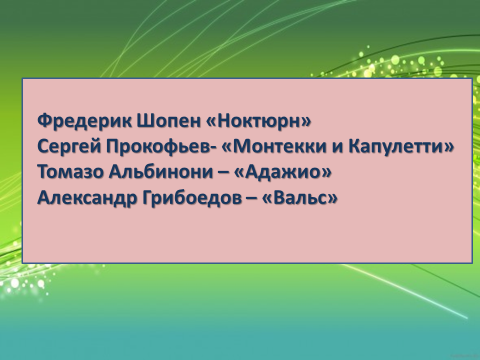 Фредерик Шопен «Ноктюрн»
Сергей Прокофьев- «Монтекки и Капулетти»
Томазо Альбинони – «Адажио»
Александр Грибоедов – «Вальс»